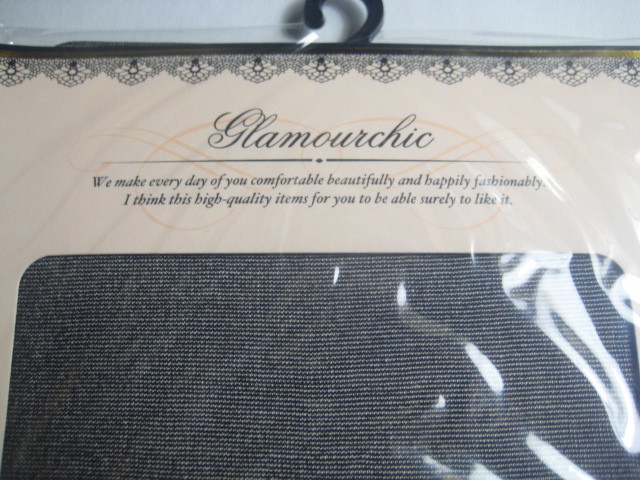 Glamourchic
We make every day of you comfortable beautifully and happily fashionably.
I think this high-quality items for you to be able surely to like it.